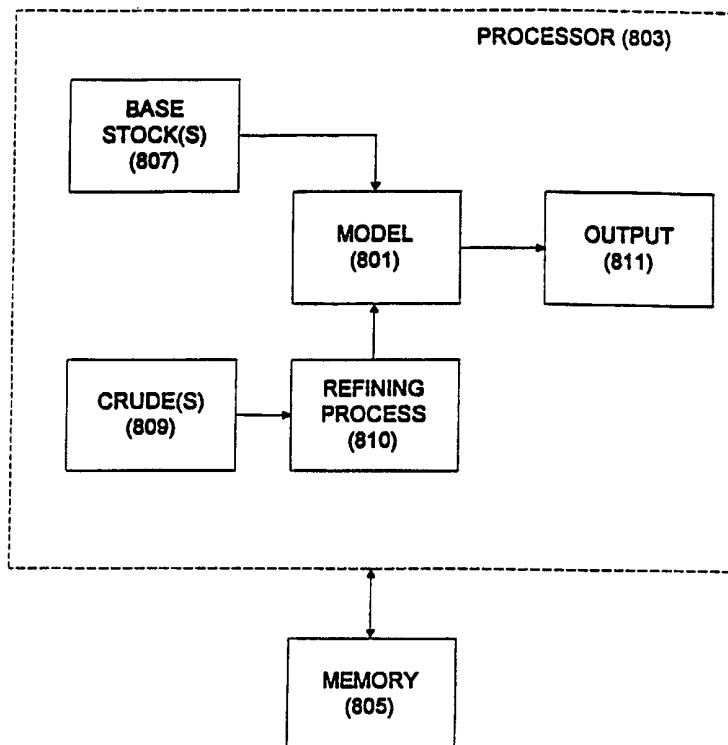 PROCESSOR (803)
BASE
STOCK(S)
(807)
MODEL
(801)
OUTPUT
(811)
CRUDE(S)
(809)
REFINING
PROCESS
(810)
MEMORY
(805)